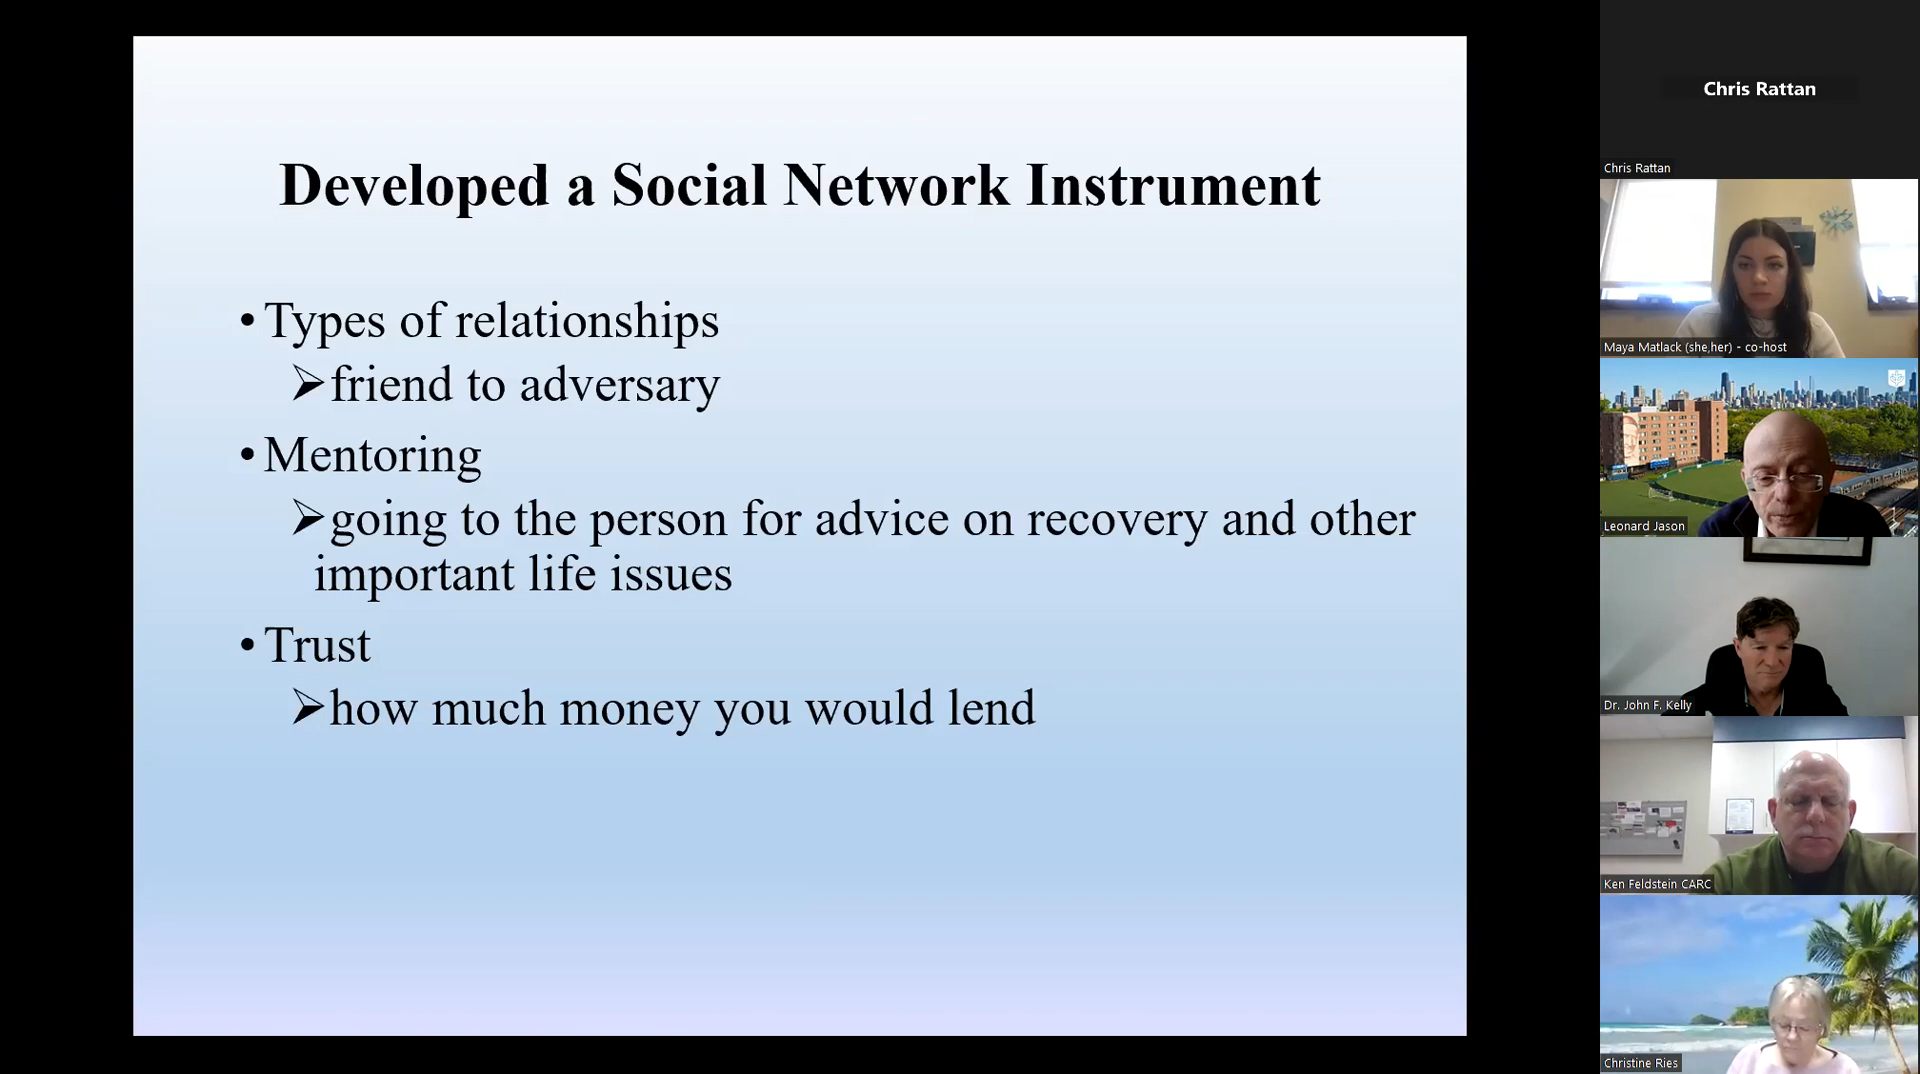 Developed a Social Network Instrument
• Types of relationships
➢friend to adversary
• Mentoring
➢going to the person for advice on recovery and other
important life issues
• Trust
➢how much money you would lend
Chris Rattan
Chris Rattan
Maya Matlack (she,her) - co-host
Leonard Jason
Dr. John F. Kelly
Ken Feldstein CARC
Christine Ries